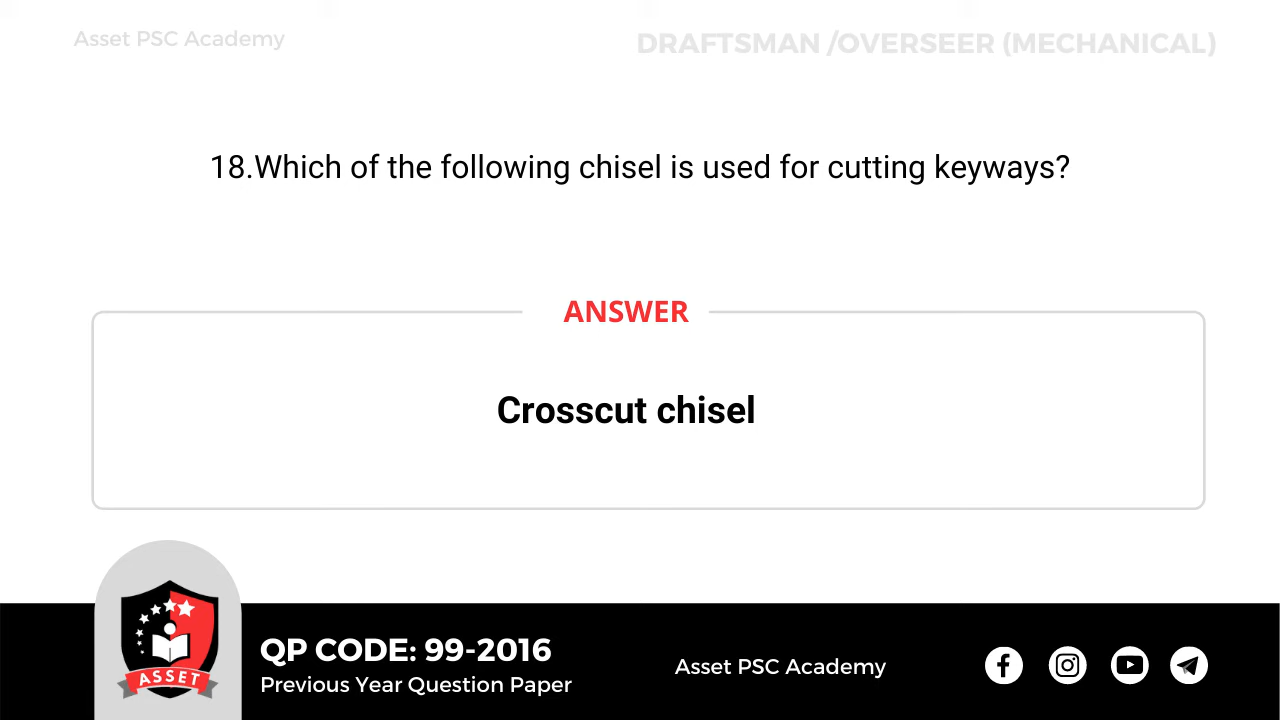 Asset PSC Academy
DRAFTSMAN /OVERSEER (MECHANICAL)
18.Which of the following chisel is used for cutting keyways?
ANSWER
Crosscut chisel
ASSET
QP CODE: 99-2016
Previous Year Question Paper
Asset PSC Academy